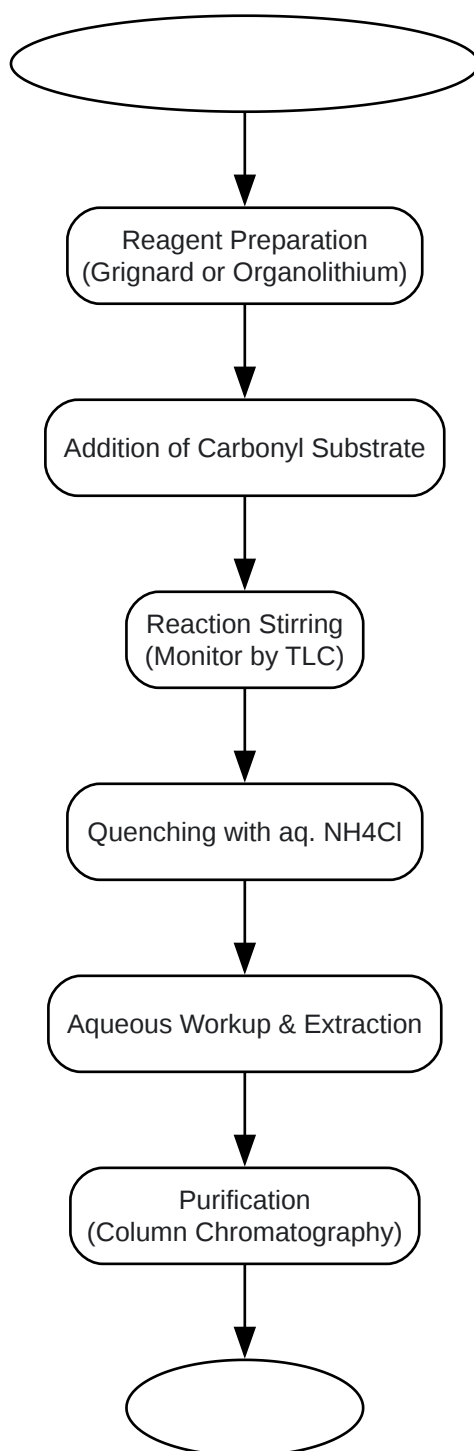 Reagent Preparation
(Grignard or Organolithium)
Addition of Carbonyl Substrate
Reaction Stirring
(Monitor by TLC)
Quenching with aq. NH4Cl
Aqueous Workup & Extraction
Purification
(Column Chromatography)